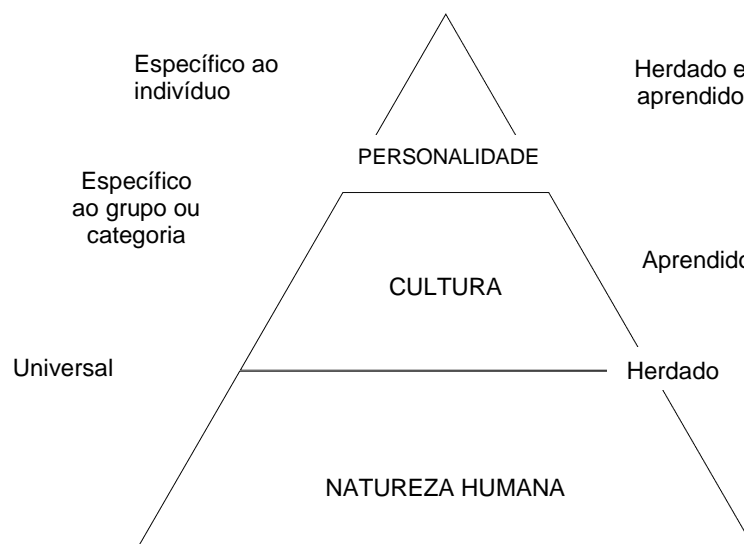 Específico ao
indivíduo
Herdado e
aprendido
PERSONALIDADE
Específico
ao grupo ou
categoria
Aprendido
CULTURA
Universal
Herdado
NATUREZA HUMANA